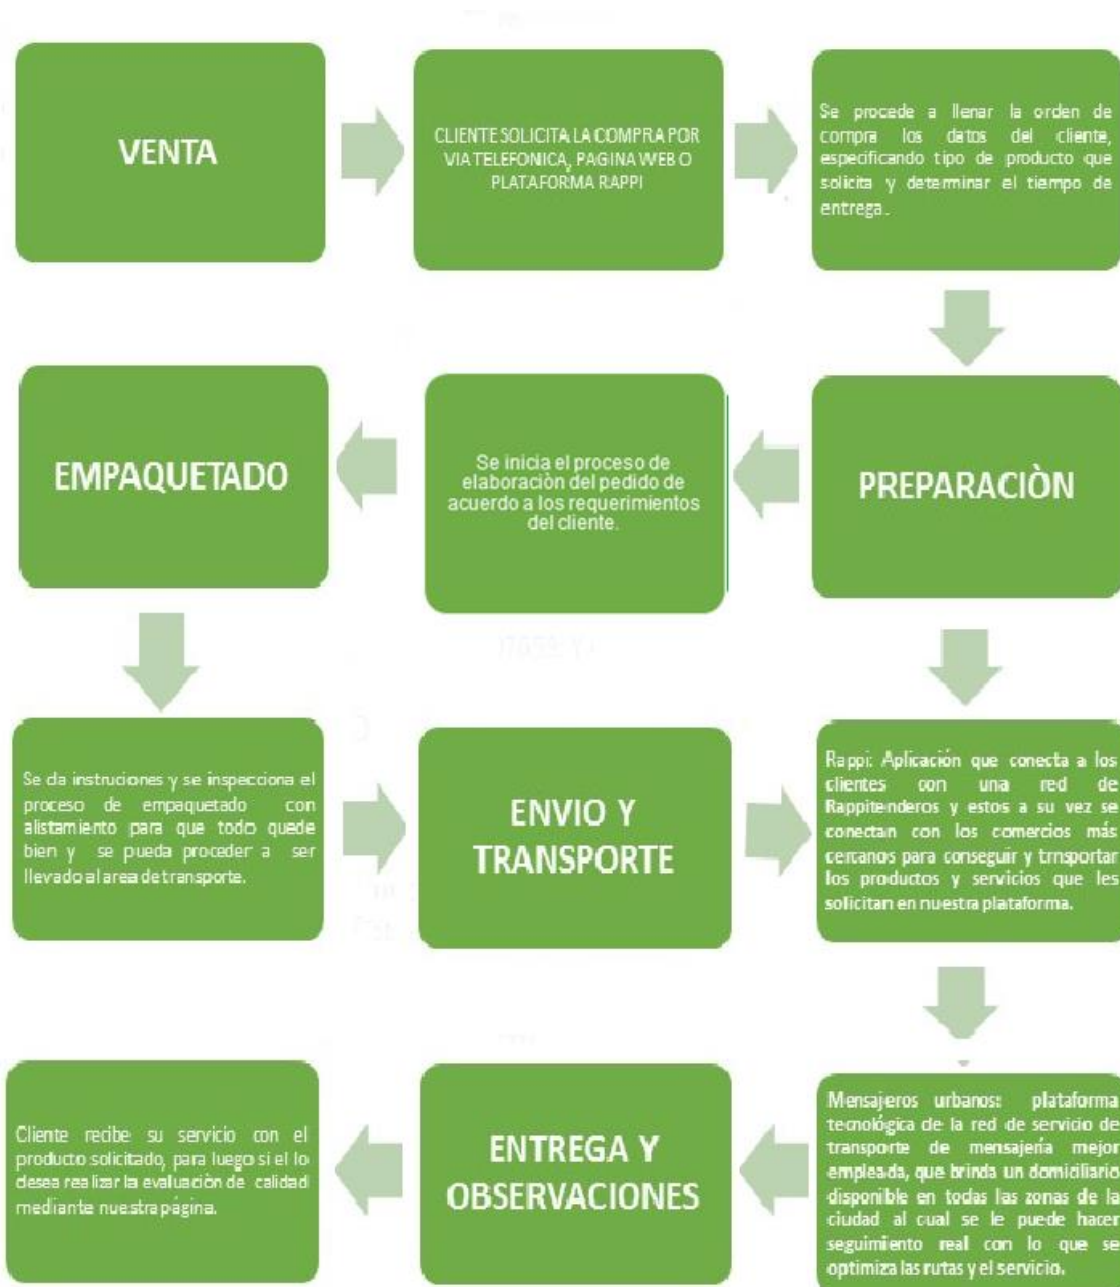 VENTA
CLIENTE SOLICITA LA COMPRA POR
VIA TELEFONICA, PAGINA WEB O
PLATAFORMA RAPPI
Se procede a llenar la orden de
compra los datos del cliente,
especificando tipo de producto que
solicita y determinar el tiempo de
entrega.
PREPARACIÒN
Se inicia el proceso de
elaboraciòn del pedido de
acuerdo a los requerimientos
del cliente.
EMPAQUETADO
Se da instruciones y se inspecciona el
proceso de empaquetado con
alistamiento para que todo quede
bien y se pueda proceder a ser
llevado al area de transporte.
ENVIO Y
TRANSPORTE
Rappi: Aplicación que conecta a los
clientes con una red de
Rappitenderos y estos a su vez se
conectan con los comercios más
cercanos para conseguir y trnsportar
los productos y servicios que les
solicitan en nuestra plataforma.
Mensajeros urbanos: plataforma
tecnológica de la red de servicio de
transporte de mensajería mejor
empleada, que brinda un domiciliario
disponible en todas las zonas de la
ciudad al cual se le puede hacer
seguimiento real con lo que se
optimiza las rutas y el servicio.
ENTREGA Y
OBSERVACIONES
Cliente recibe su servicio con el
producto solicitado, para luego si el lo
desea realizar la evaluación de calidad
mediante nuestra página.